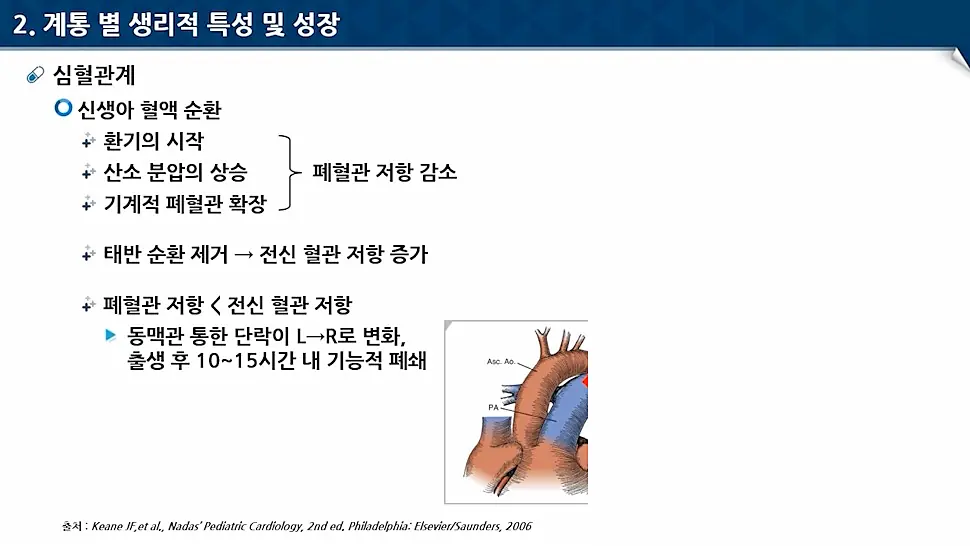 2. 계통 별 생리적 특성 및 성장
심혈관계
신생아 혈액 순환
환기의 시작
산소 분압의 상승
기계적 폐혈관 확장
폐혈관 저항 감소
태반 순환 제거 → 전신 혈관 저항 증가
폐혈관 저항 < 전신 혈관 저항
동맥관 통한 단락이 L→R로 변화,
출생 후 10~15시간 내 기능적 폐쇄
Asc. Ao.
PA
출처 : Keane JF,et al., Nadas' Pediatric Cardiology, 2nd ed. Philadelphia: Elsevier/Saunders, 2006